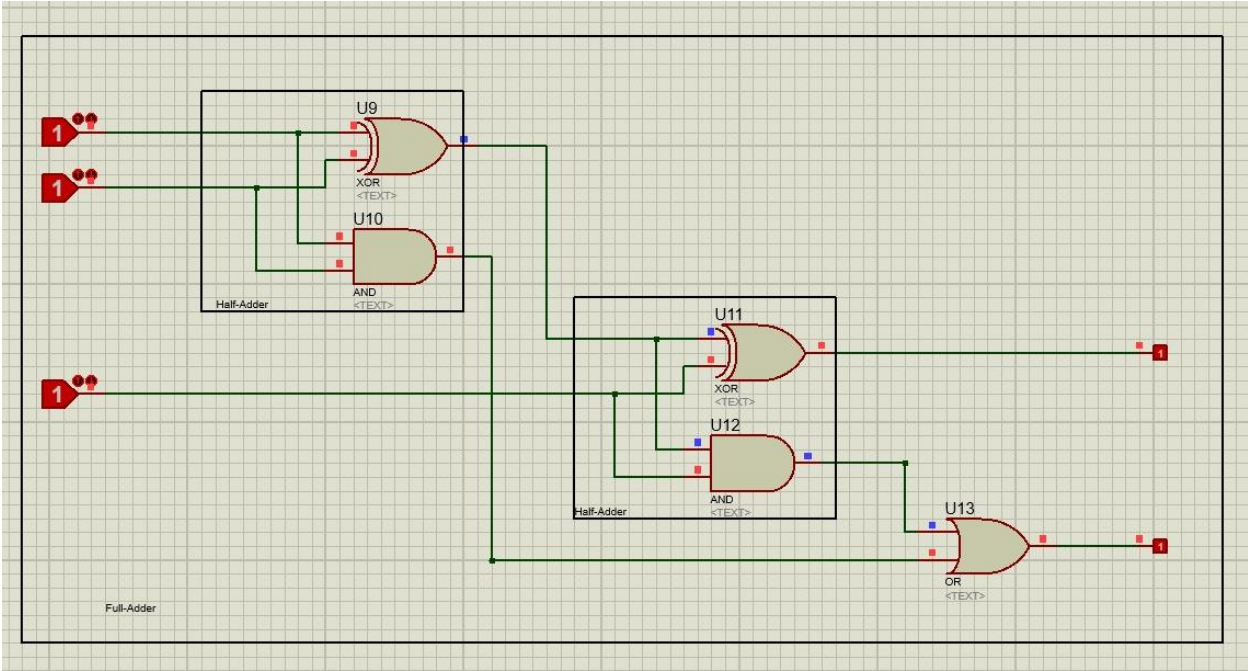 U9
1
XOR
<TEXT>
1
U10
AND
<TEXT>
Half-Adder
U11
1
XOR
<TEXT>
1
U12
AND
<TEXT>
Half-Adder
U13
1
OR
<TEXT>
Full-Adder